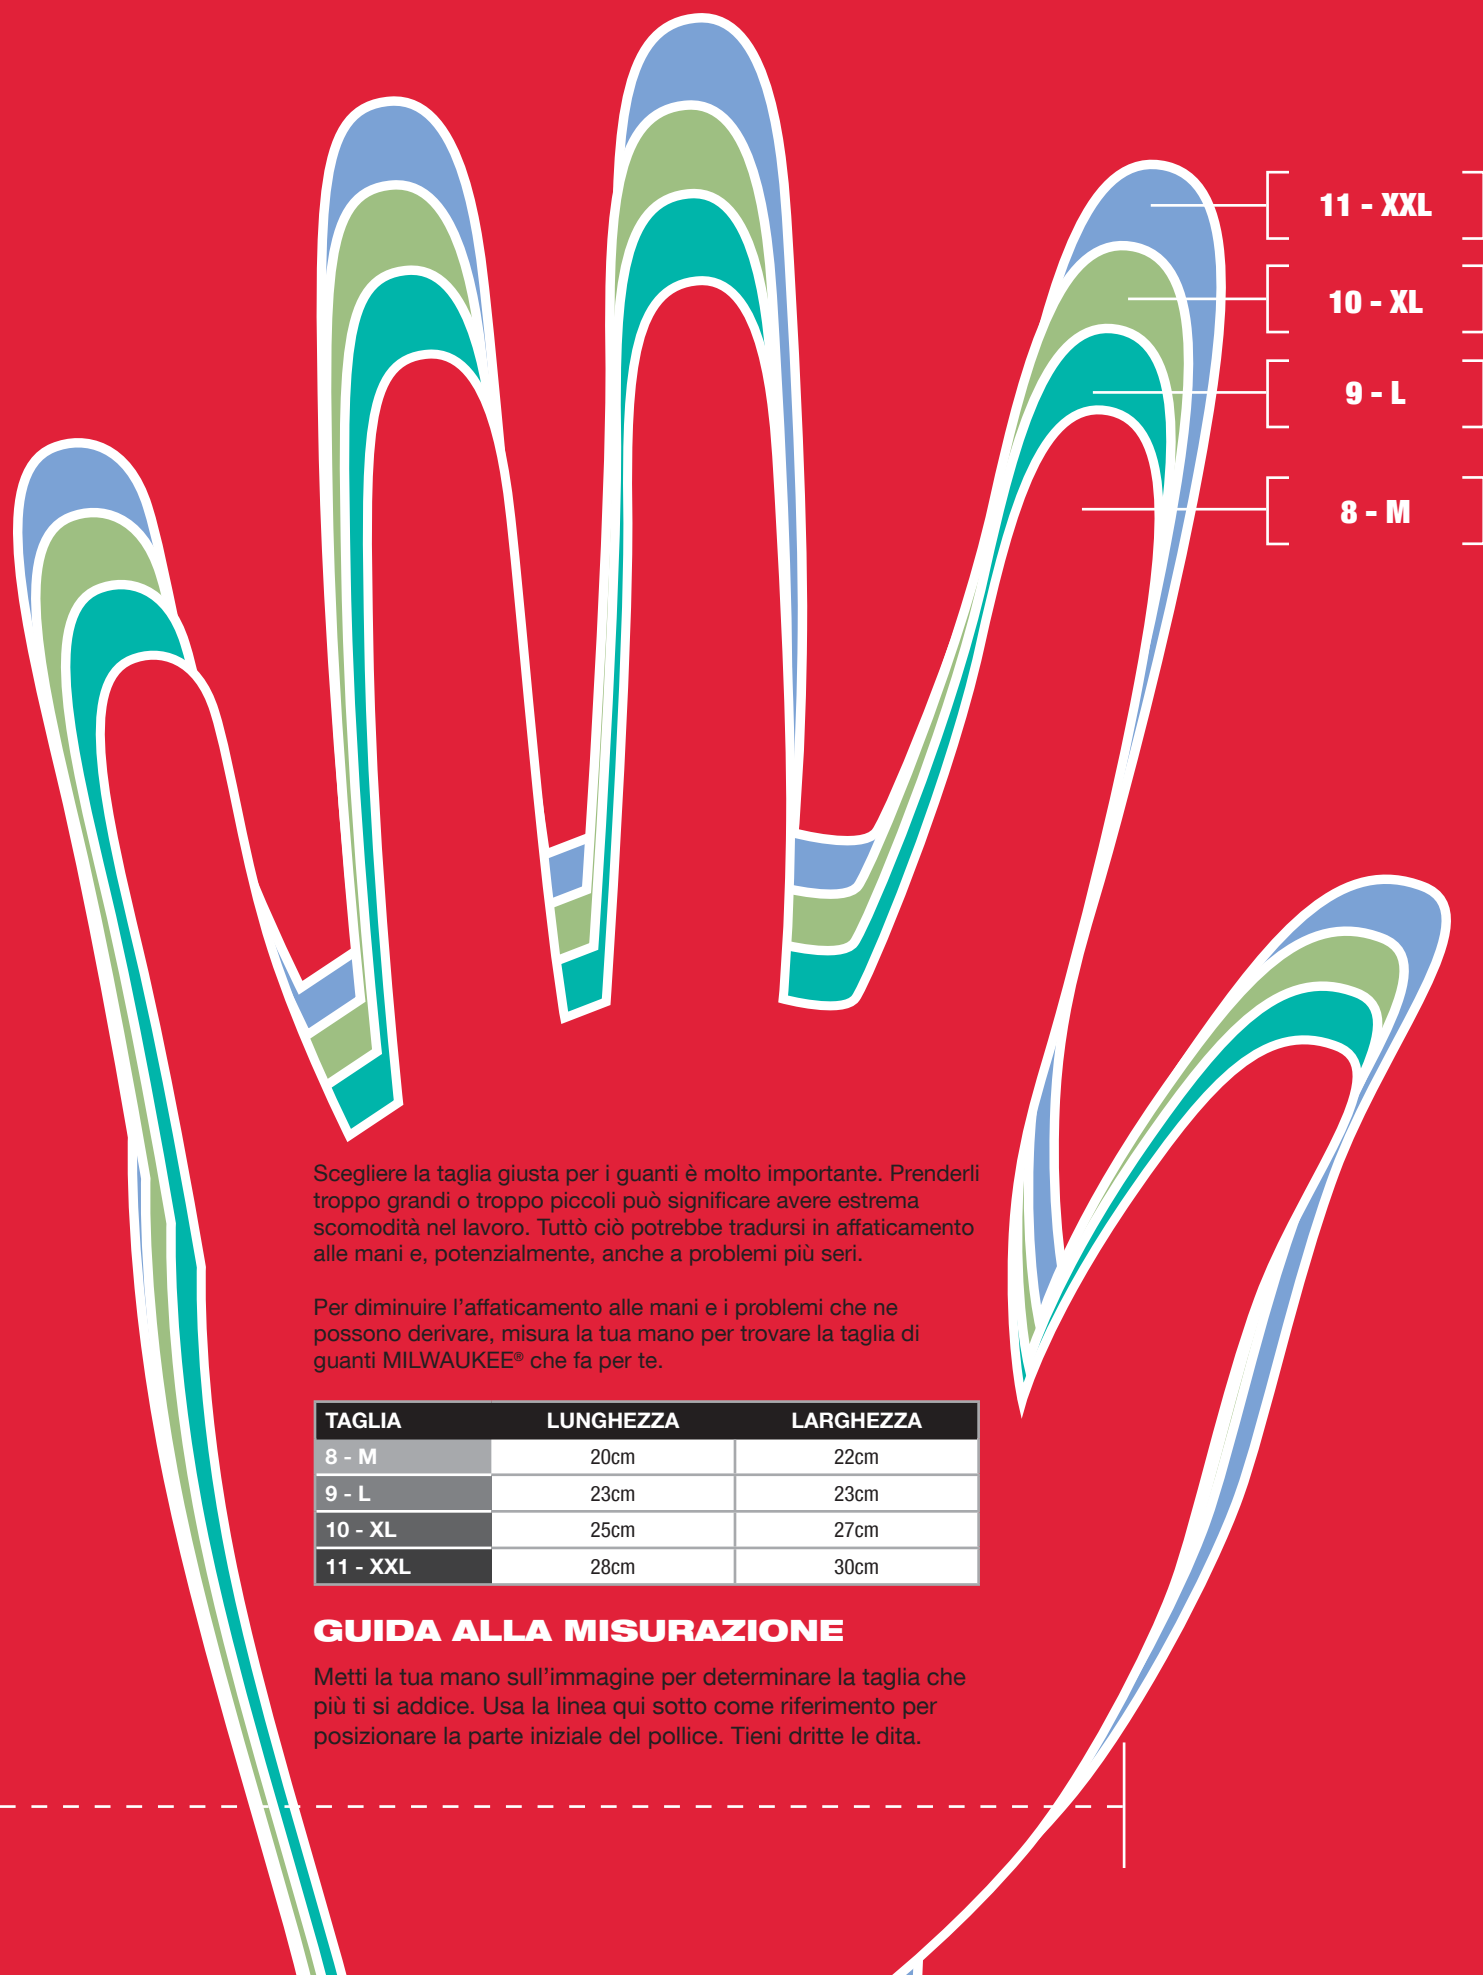 11 - XXL
10 - XL
9 - L
8 - M
Scegliere la taglia giusta per i guanti è molto importante. Prenderli
troppo grandi o troppo piccoli può significare avere estrema
scomodità nel lavoro. Tuttò ciò potrebbe tradursi in affaticamento
alle mani e, potenzialmente, anche a problemi più seri.
Per diminuire l'affaticamento alle mani e i problemi che ne
possono derivare, misura la tua mano per trovare la taglia di
guanti MILWAUKEE® che fa per te.
TAGLIA LUNGHEZZA LARGHEZZA
8 - M 20cm 22cm
9 - L 23cm 23cm
10 - XL 25cm 27cm
11 - XXL 28cm 30cm
GUIDA ALLA MISURAZIONE
Metti la tua mano sull'immagine per determinare la taglia che
più ti si addice. Usa la linea qui sotto come riferimento per
posizionare la parte iniziale del pollice. Tieni dritte le dita.